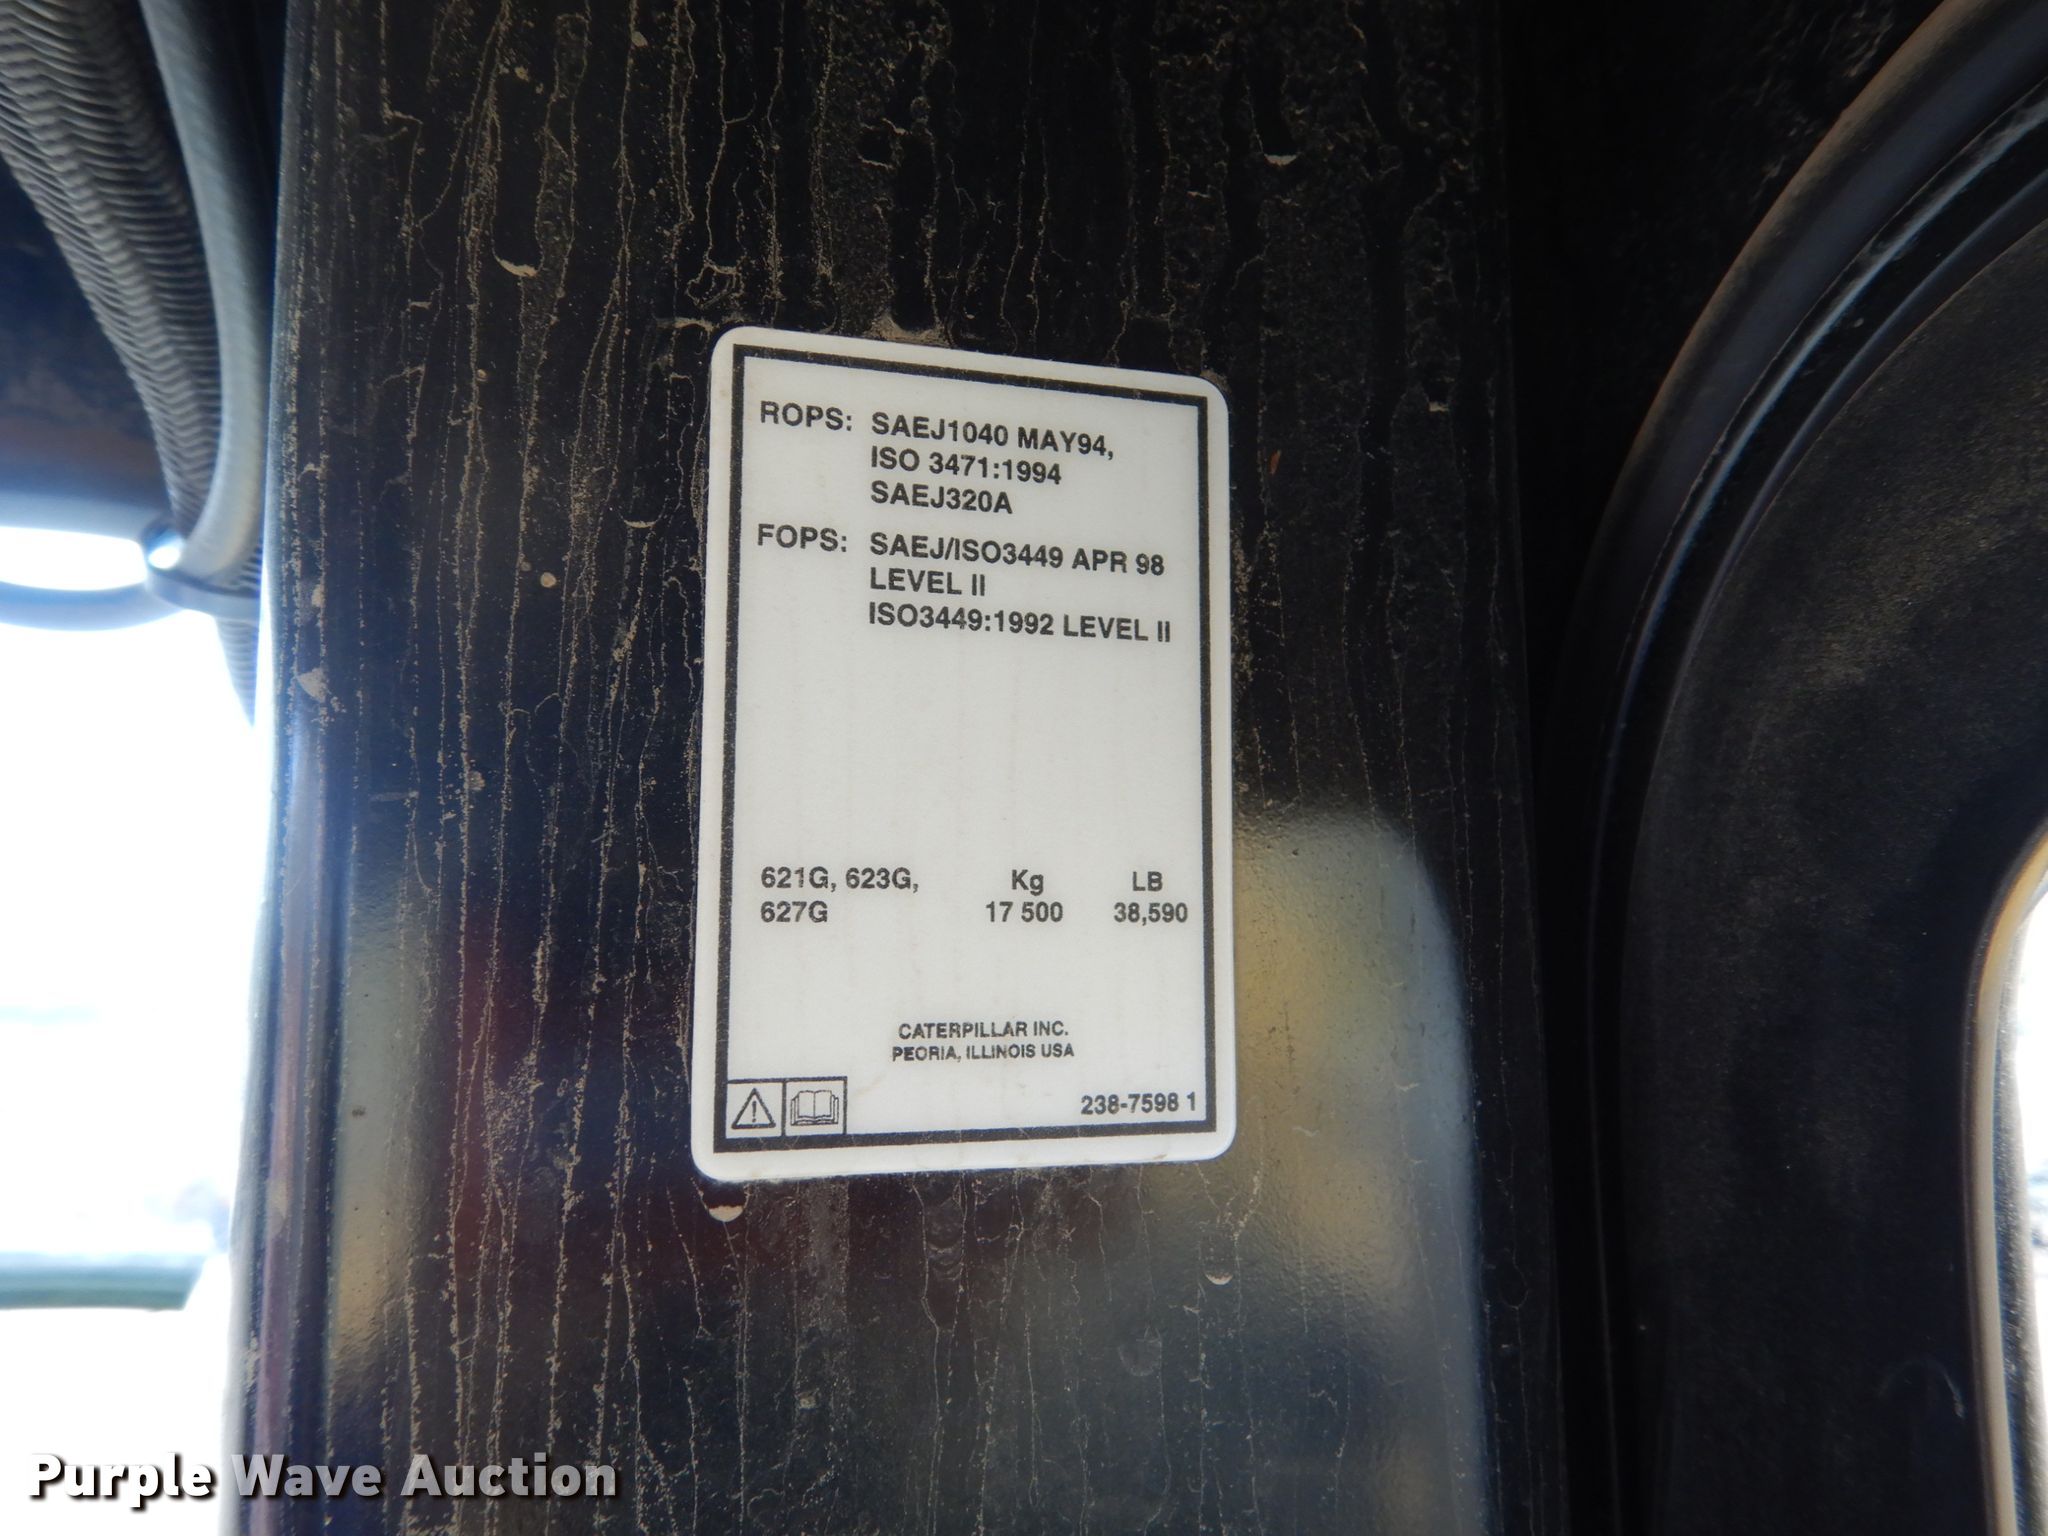 ROPS: SAEJ1040 MAY94,
ISO 3471:1994
SAEJ320A
FOPS: SAEJ/ISO3449 APR 98
LEVEL II
ISO3449:1992 LEVEL II
621G, 623G, Kg LB
627G 17 500 38,590
CATERPILLAR INC.
PEORIA, ILLINOIS USA
238-7598 1
Purple Wave Auction